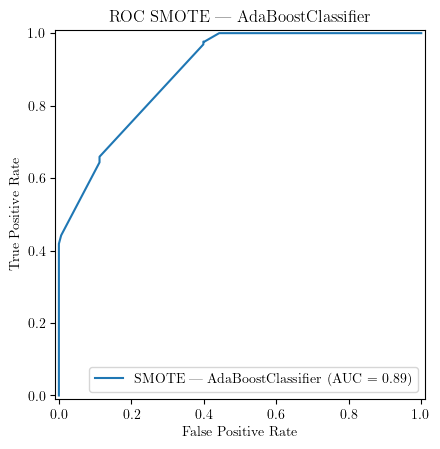 ROC SMOTE — AdaBoostClassifier
1.0
0.8
0.6
0.4
0.2
0.0
True Positive Rate
SMOTE — AdaBoostClassifier (AUC = 0.89)
0.0 0.2 0.4 0.6 0.8 1.0
False Positive Rate